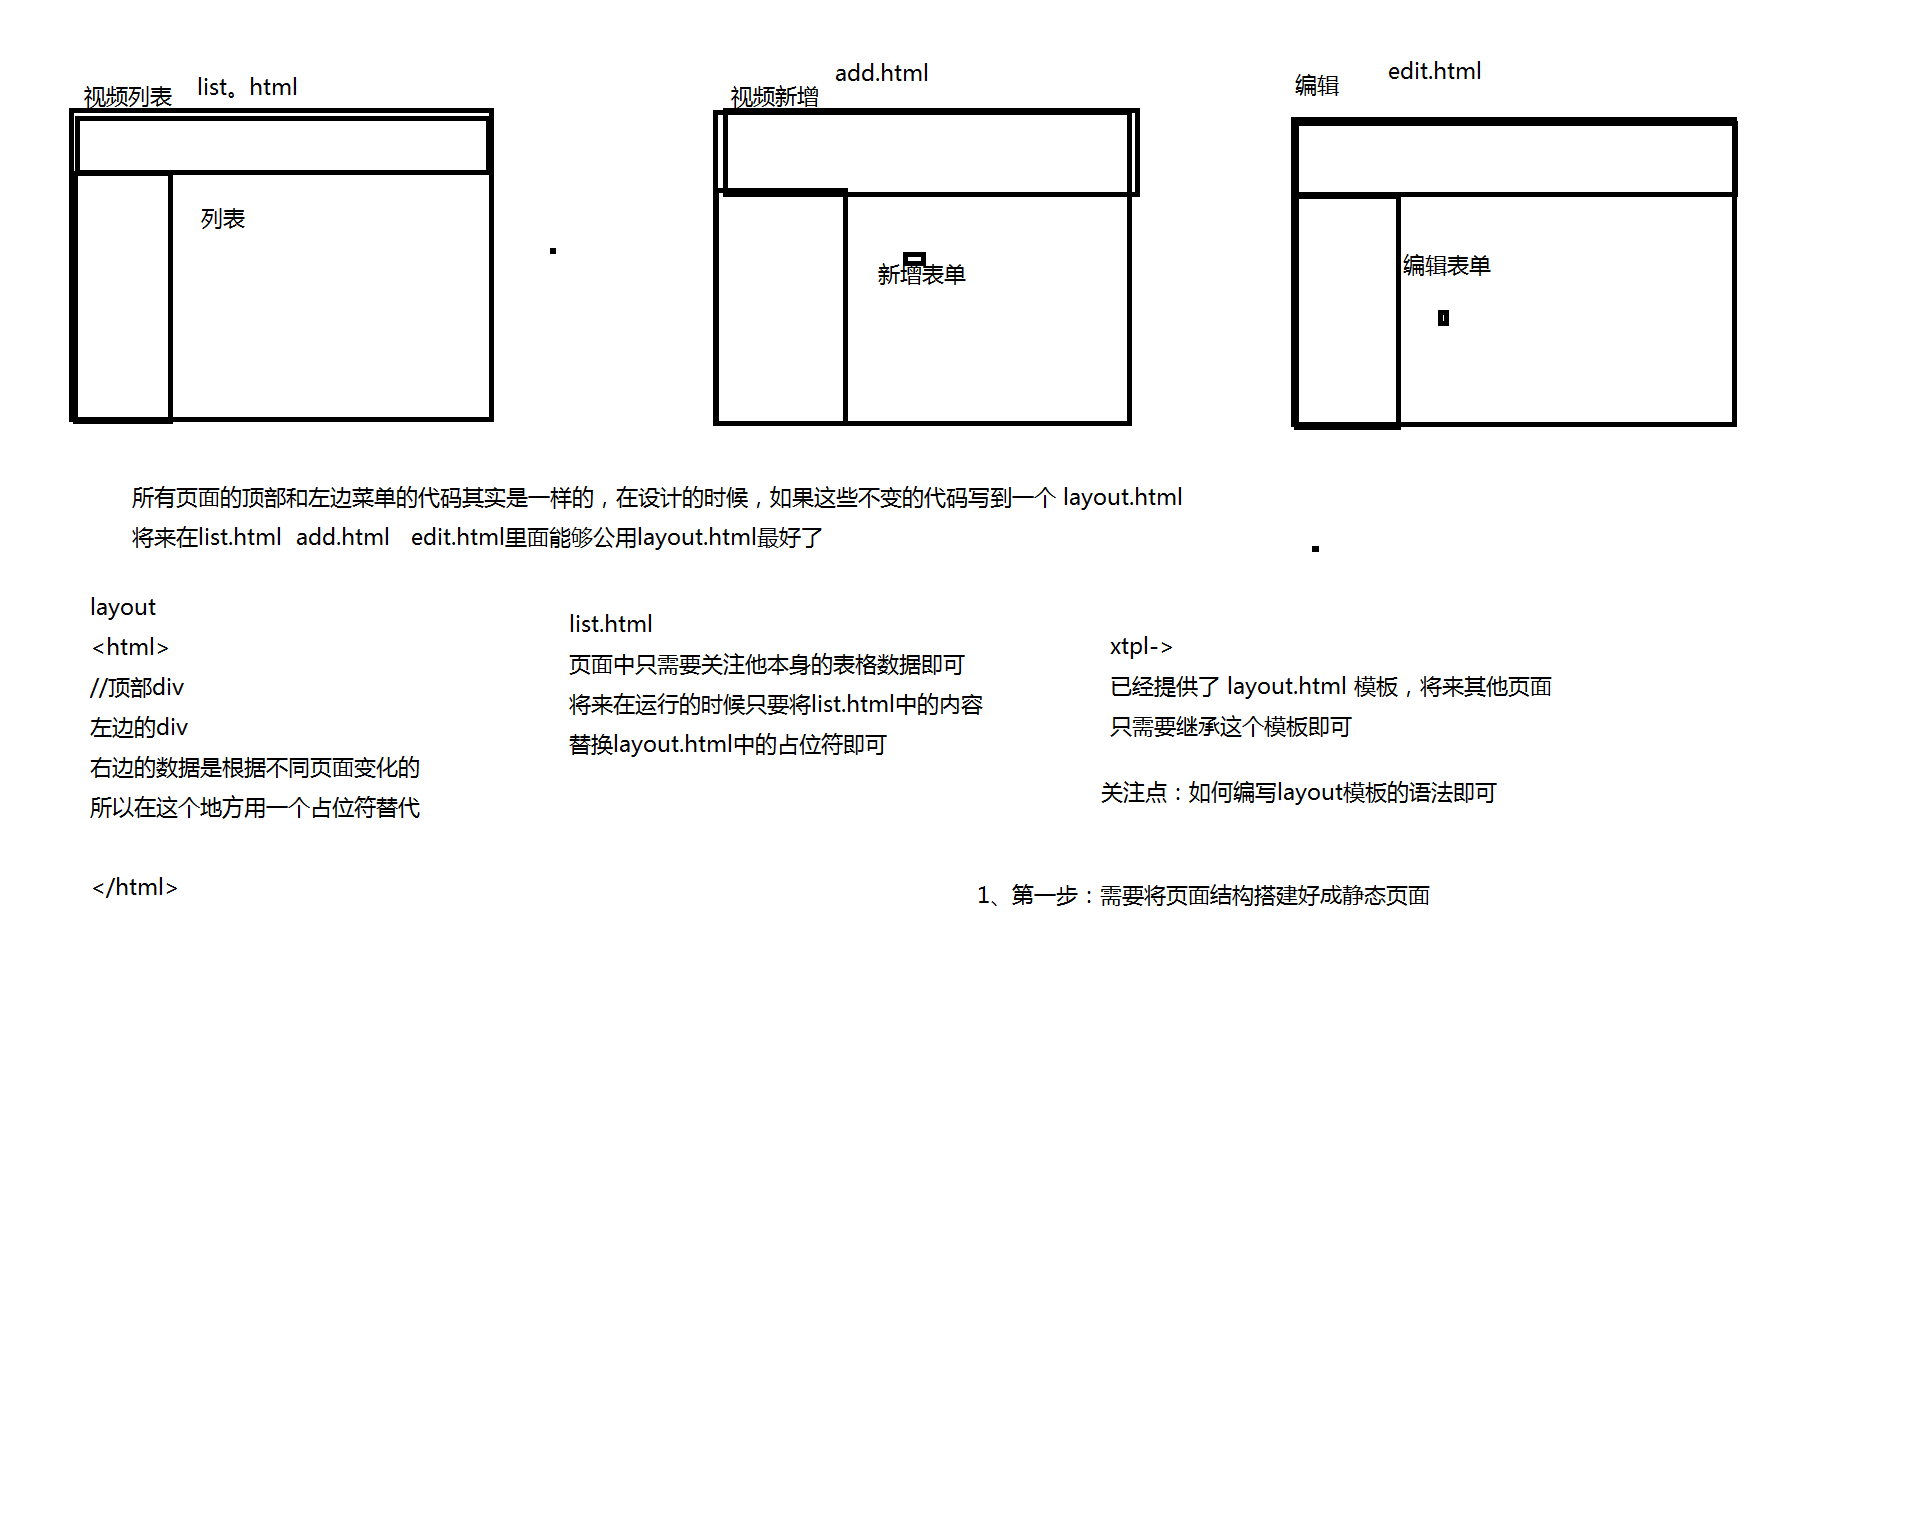 视频列表 list。html
视频新增 add.html
编辑 edit.html
列表
新增表单
编辑表单
所有页面的顶部和左边菜单的代码其实是一样的，在设计的时候，如果这些不变的代码写到一个 layout.html
将来在list.html add.html edit.html里面能够公用layout.html最好了
layout
<html>
//顶部div
左边的div
右边的数据是根据不同页面变化的
所以在这个地方用一个占位符替代
</html>
list.html
页面中只需要关注他本身的表格数据即可
将来在运行的时候只要将list.html中的内容
替换layout.html中的占位符即可
xtpl->
已经提供了 layout.html 模板，将来其他页面
只需要继承这个模板即可
关注点：如何编写layout模板的语法即可
1、第一步：需要将页面结构搭建好成静态页面